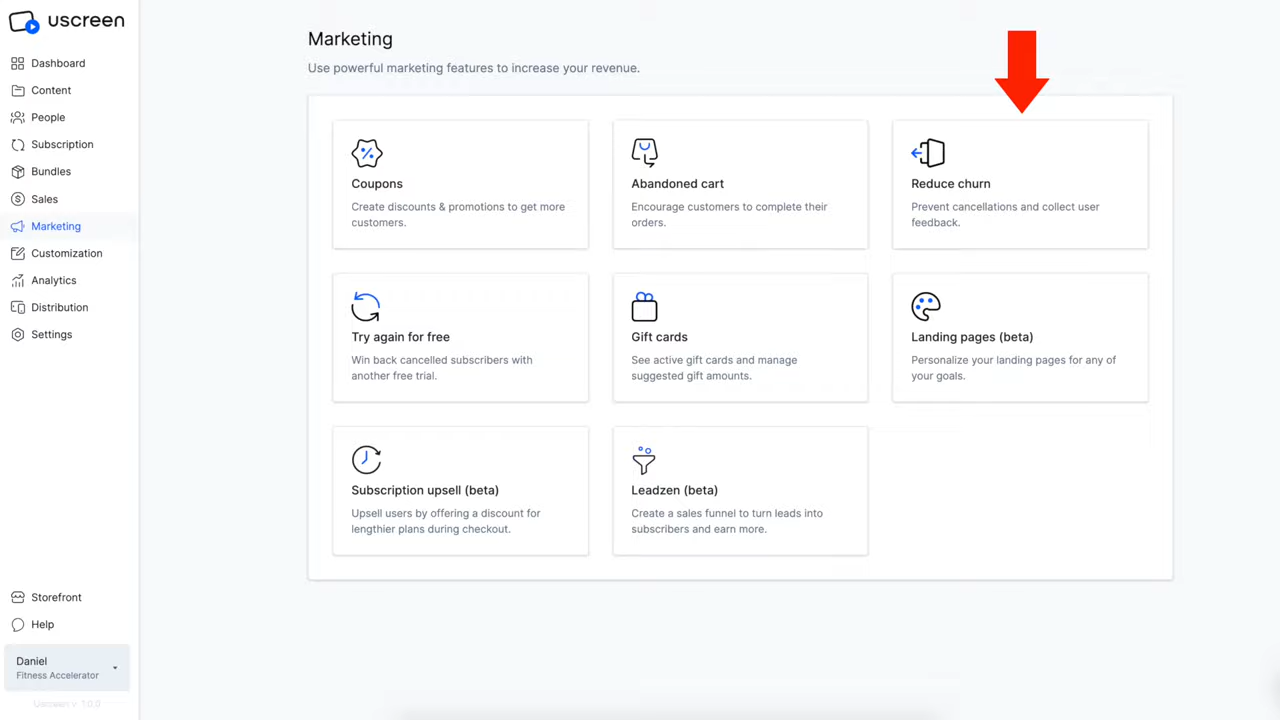 uscreen
Dashboard
Content
People
Subscription
Bundles
Sales
Marketing
Customization
Analytics
Distribution
Settings
Storefront
Help
Daniel
Fitness Accelerator
Uscreen v. 1.0.0
Marketing
Use powerful marketing features to increase your revenue.
Coupons
Create discounts & promotions to get more
customers.
Abandoned cart
Encourage customers to complete their
orders.
Reduce churn
Prevent cancellations and collect user
feedback.
Try again for free
Win back cancelled subscribers with
another free trial.
Gift cards
See active gift cards and manage
suggested gift amounts.
Landing pages (beta)
Personalize your landing pages for any of
your goals.
Subscription upsell (beta)
Upsell users by offering a discount for
lengthier plans during checkout.
Leadzen (beta)
Create a sales funnel to turn leads into
subscribers and earn more.